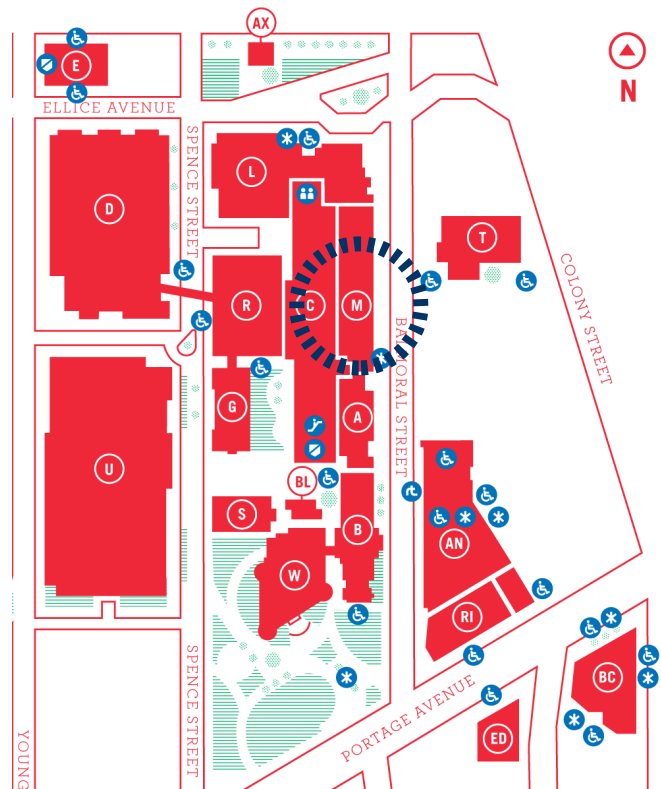 AX
E
N
ELLICE AVENUE
SPENCE STREET
L
D
T
COLONY STREET
R
C
M
BALMORAL STREET
G
A
U
BL
S
B
AN
W
RI
SPENCE STREET
BC
PORTAGE AVENUE
ED
YOUNG